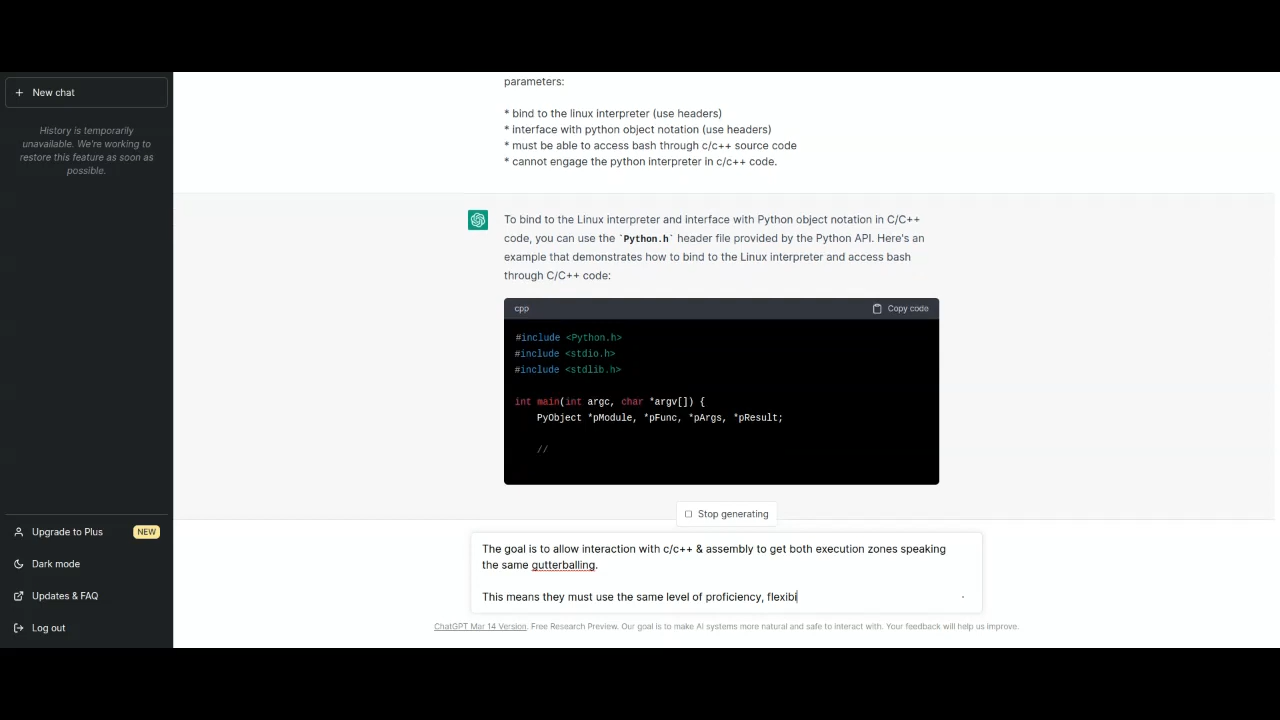 New chat
History is temporarily
unavailable. We're working to
restore this feature as soon as
possible.
parameters:
* bind to the linux interpreter (use headers)
* interface with python object notation (use headers)
* must be able to access bash through c/c++ source code
* cannot engage the python interpreter in c/c++ code.
To bind to the Linux interpreter and interface with Python object notation in C/C++
code, you can use the `Python.h` header file provided by the Python API. Here's an
example that demonstrates how to bind to the Linux interpreter and access bash
through C/C++ code:
cpp Copy code
#include <Python.h>
#include <stdio.h>
#include <stdlib.h>
int main(int argc, char *argv[]) {
PyObject *pModule, *pFunc, *pArgs, *pResult;
//
Stop generating
Upgrade to Plus NEW
Dark mode
Updates & FAQ
Log out
The goal is to allow interaction with c/c++ & assembly to get both execution zones speaking
the same gutterballing.
This means they must use the same level of proficiency, flexibi
ChatGPT Mar 14 Version. Free Research Preview. Our goal is to make AI systems more natural and safe to interact with. Your feedback will help us improve.